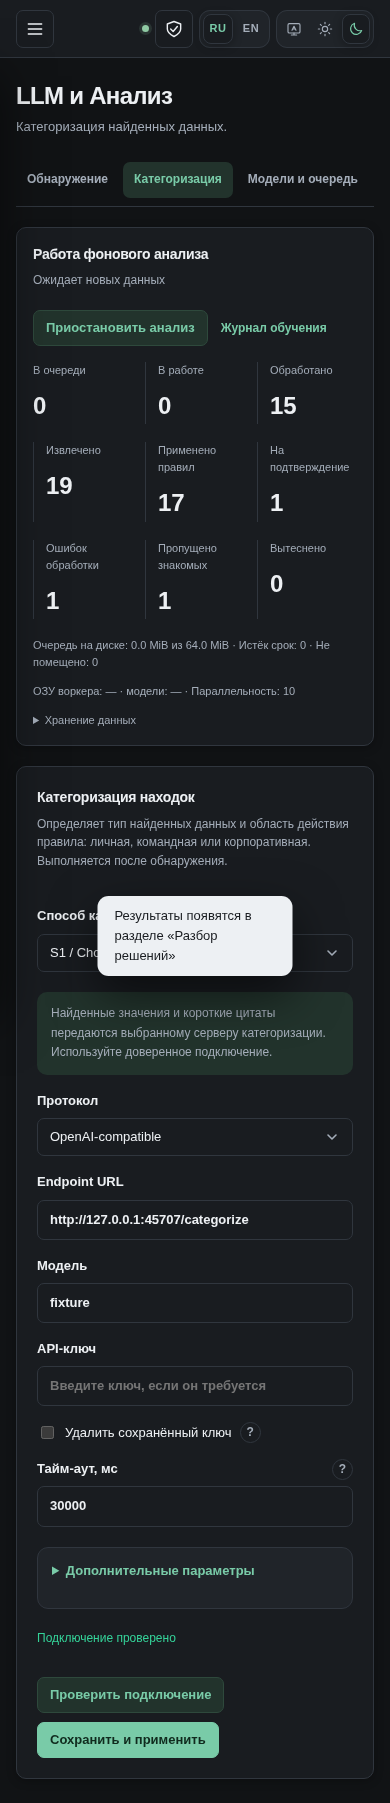 RU EN
LLM и Анализ
Категоризация найденных данных.
Обнаружение Категоризация Модели и очередь
Работа фонового анализа
Ожидает новых данных
Приостановить анализ Журнал обучения
В очереди В работе Обработано
0 0 15
Извлечено Применено правил На подтверждение
19 17 1
Ошибок обработки Пропущено знакомых Вытеснено
1 1 0
Очередь на диске: 0.0 MiB из 64.0 MiB · Истёк срок: 0 · Не
помещено: 0
ОЗУ воркера: — · модели: — · Параллельность: 10
Хранение данных
Категоризация находок
Определяет тип найденных данных и область действия
правила: личная, командная или корпоративная.
Выполняется после обнаружения.
Способ ка
Результаты появятся в
разделе «Разбор
решений»
S1 / Cho
Найденные значения и короткие цитаты
передаются выбранному серверу категоризации.
Используйте доверенное подключение.
Протокол
OpenAI-compatible
Endpoint URL
http://127.0.0.1:45707/categorize
Модель
fixture
API-ключ
Введите ключ, если он требуется
Удалить сохранённый ключ ?
Тайм-аут, мс ?
30000
Дополнительные параметры
Подключение проверено
Проверить подключение
Сохранить и применить